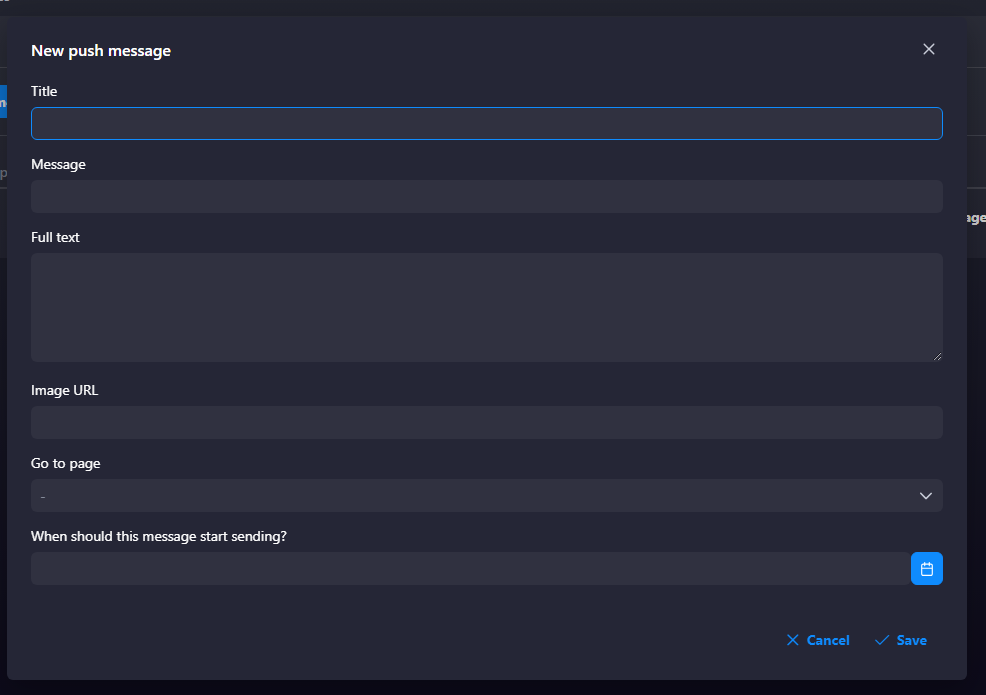 New push message
Title
Message
Full text
Image URL
Go to page
-
When should this message start sending?
Cancel
Save